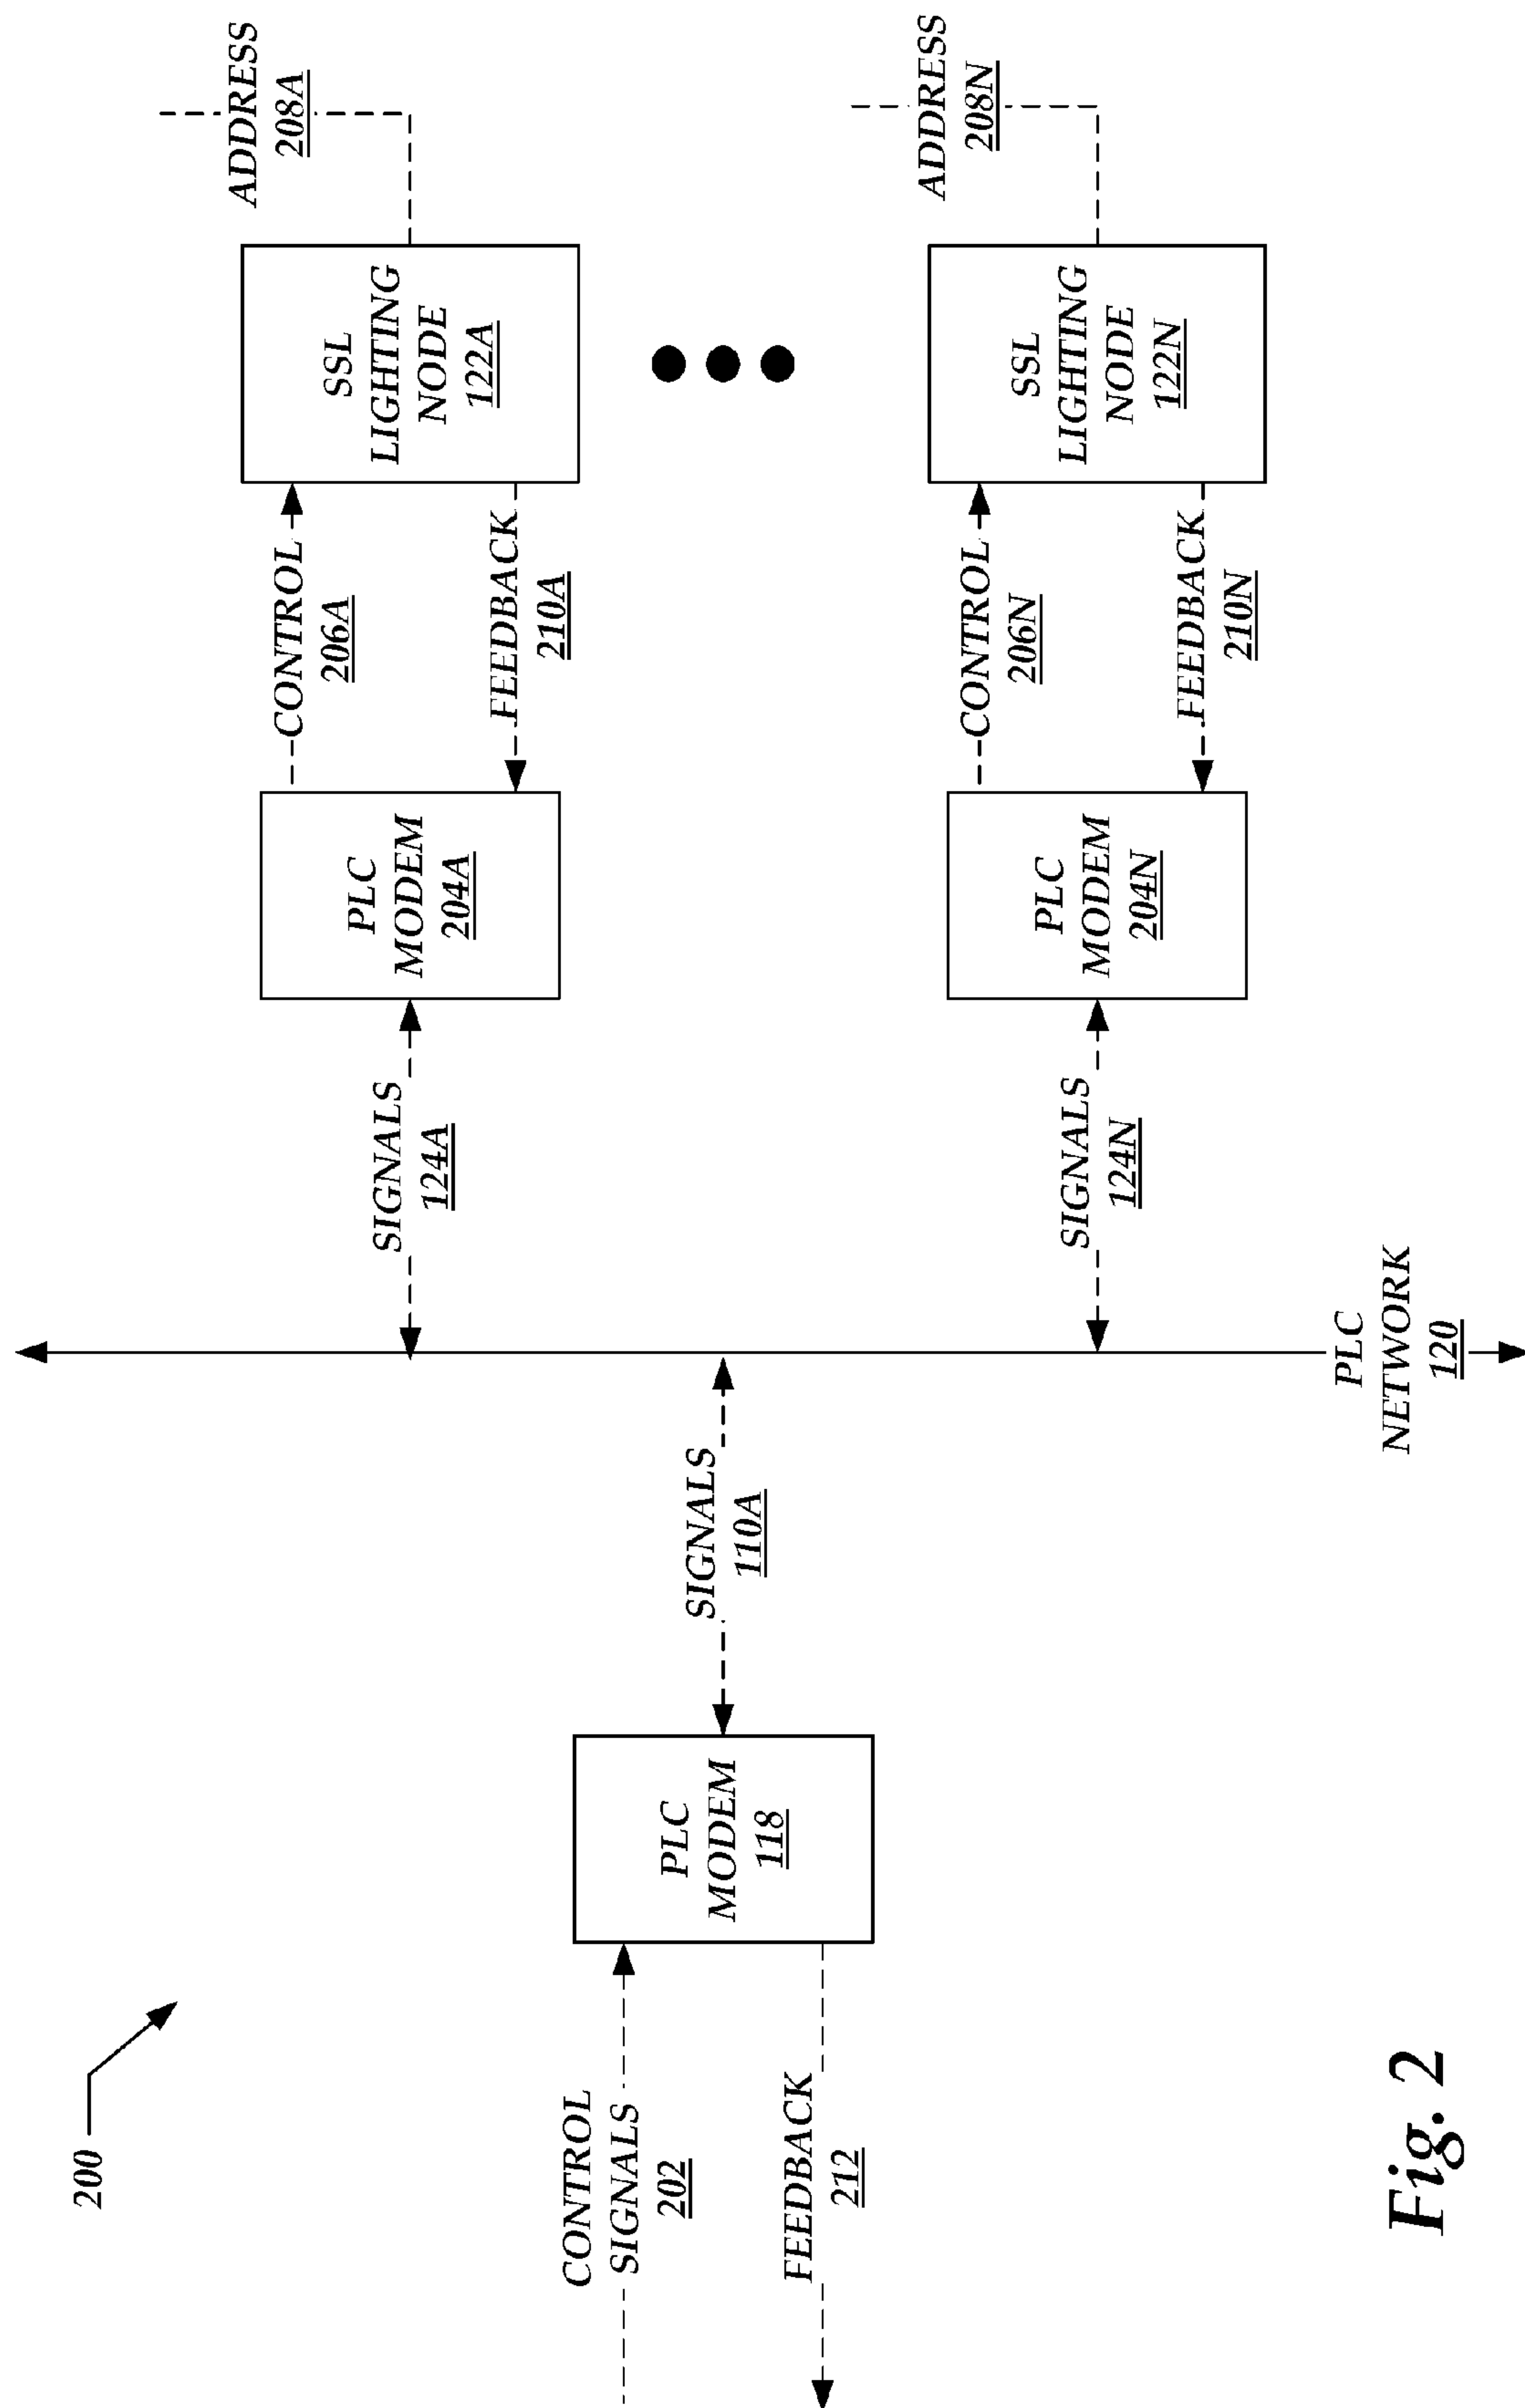 200
CONTROL
SIGNALS
202
FEEDBACK
212
PLC
MODEM
118
SIGNALS
110A
PLC
NETWORK
120
SIGNALS
124A
PLC
MODEM
204A
CONTROL
206A
FEEDBACK
210A
SSL
LIGHTING
NODE
122A
ADDRESS
208A
SIGNALS
124N
PLC
MODEM
204N
CONTROL
206N
FEEDBACK
210N
SSL
LIGHTING
NODE
122N
ADDRESS
208N
Fig. 2